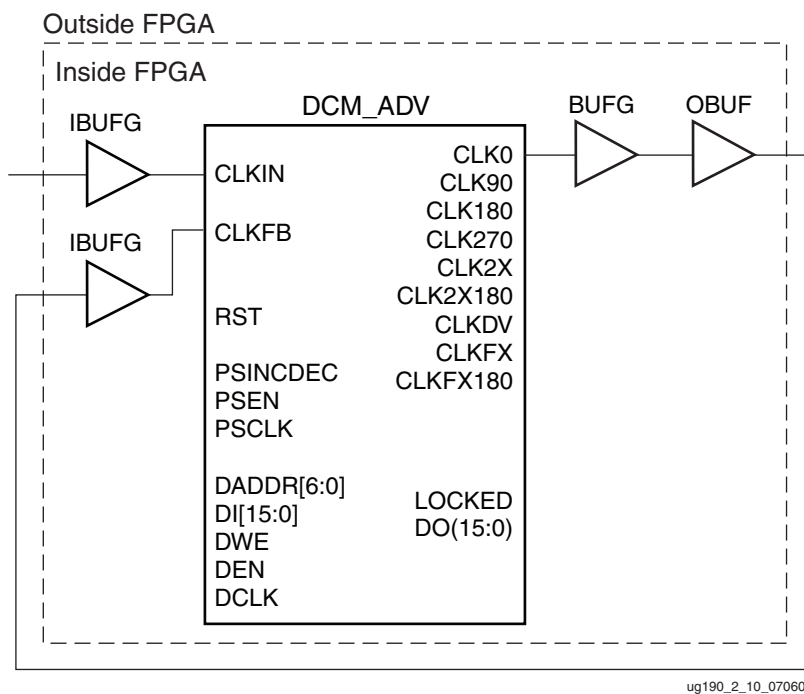 Outside FPGA
Inside FPGA
IBUFG
DCM_ADV
BUFG
OBUF
CLKIN
CLKFB
IBUFG
RST
PSINCDEC
PSEN
PSCLK
DADDR[6:0]
DI[15:0]
DWE
DEN
DCLK
CLK0
CLK90
CLK180
CLK270
CLK2X
CLK2X180
CLKDV
CLKFX
CLKFX180
LOCKED
DO(15:0)
ug190_2_10_07060